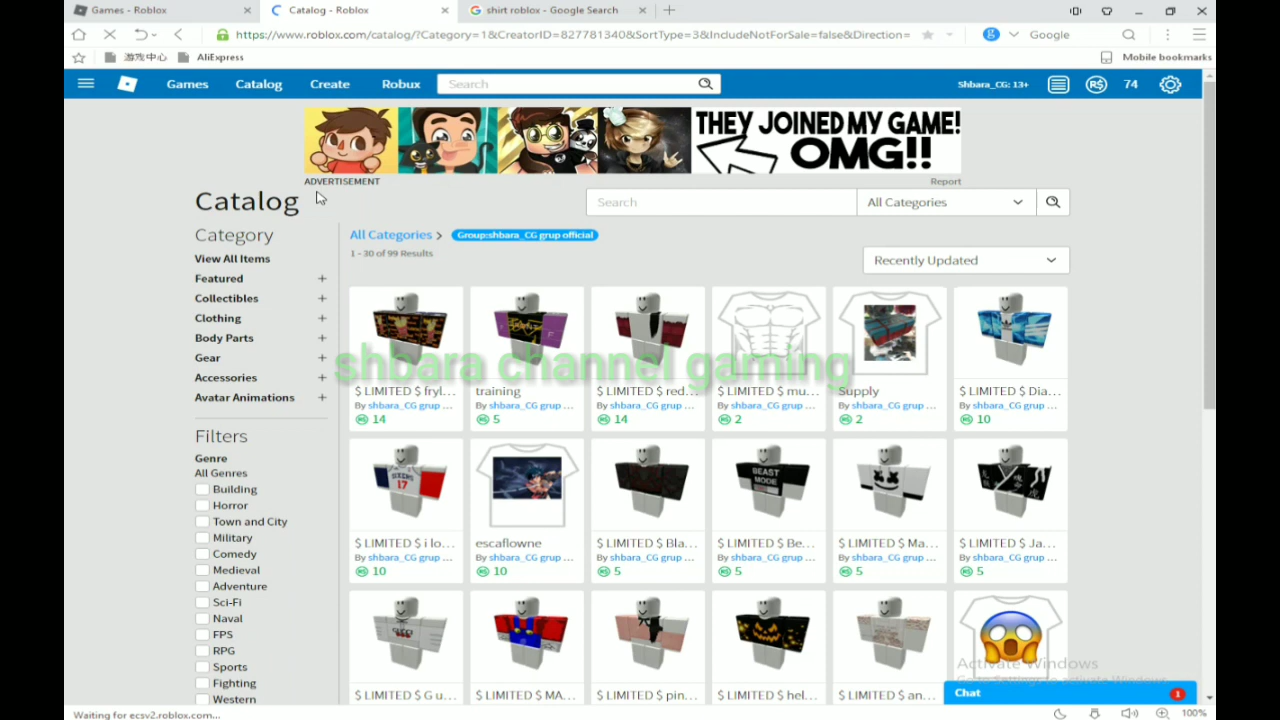 Games - Roblox
Catalog - Roblox
shirt roblox - Google Search
https://www.roblox.com/catalog/?Category=1&CreatorID=827781340&SortType=3&IncludeNotForSale=false&Direction=
Google
游戏中心
AliExpress
Mobile bookmarks
Games
Catalog
Create
Robux
Search
Shbara_CG: 13+
74
THEY JOINED MY GAME!
OMG!!
ADVERTISEMENT
Report
Catalog
Search
All Categories
Category
View All Items
Featured
Collectibles
Clothing
Body Parts
Gear
Accessories
Avatar Animations
Filters
Genre
All Genres
Building
Horror
Town and City
Military
Comedy
Medieval
Adventure
Sci-Fi
Naval
FPS
RPG
Sports
Fighting
Western
All Categories >
Group:shbara_CG grup official
1 - 30 of 99 Results
Recently Updated
shbara channel gaming
$ LIMITED $ fryl...
By shbara_CG grup ...
14
training
By shbara_CG grup ...
5
$ LIMITED $ red...
By shbara_CG grup ...
14
$ LIMITED $ mu...
By shbara_CG grup ...
2
Supply
By shbara_CG grup ...
2
$ LIMITED $ Dia...
By shbara_CG grup ...
10
SIXERS
17
$ LIMITED $ i lo...
By shbara_CG grup ...
10
escaflowne
By shbara_CG grup ...
10
$ LIMITED $ Bla...
By shbara_CG grup ...
5
BEAST
MODE
$ LIMITED $ Be...
By shbara_CG grup ...
5
$ LIMITED $ Ma...
By shbara_CG grup ...
5
$ LIMITED $ Ja...
By shbara_CG grup ...
5
GUCCI
$ LIMITED $ G u...
$ LIMITED $ MA...
$ LIMITED $ pin...
$ LIMITED $ hel...
$ LIMITED $ an...
Activate Windows
Go to Settings to activate Windows.
Chat
1
Waiting for ecsv2.roblox.com...
100%